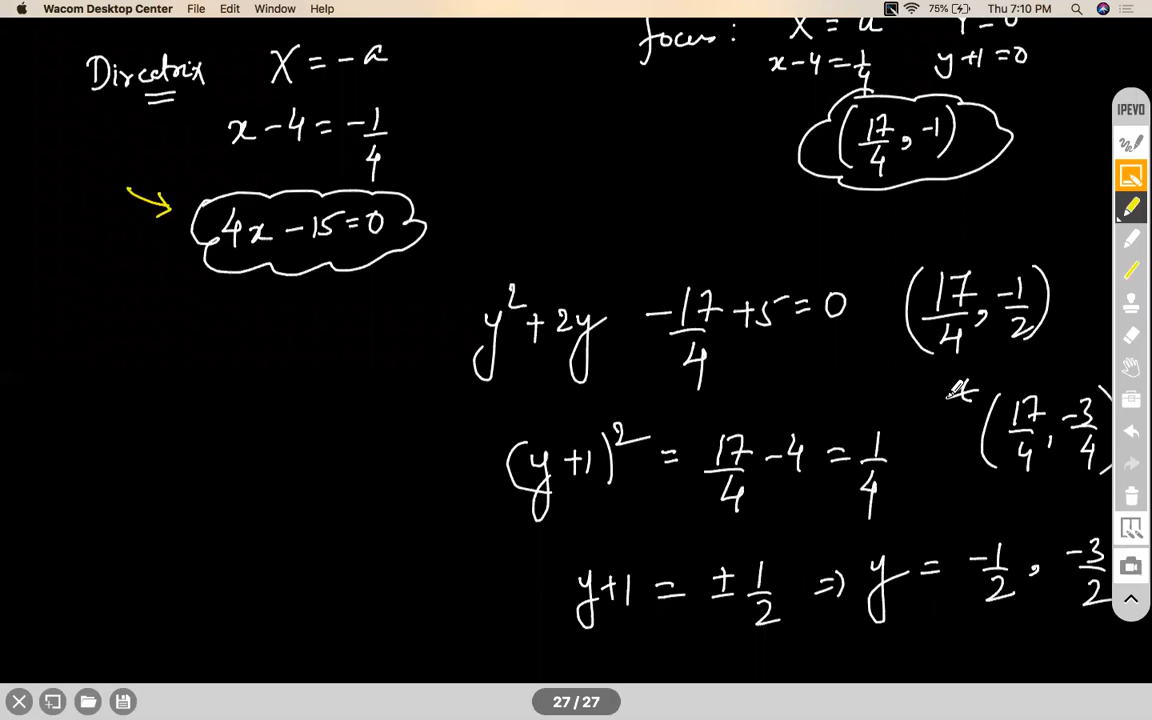 Wacom Desktop Center File Edit Window Help 75% Thu 7:10 PM
focus : X = a
x - 4 = 1/4 y + 1 = 0
(17/4, -1)
Directrix X = -a
x - 4 = -1/4
4x - 15 = 0
y² + 2y - 17/4 + 5 = 0 (17/4, -1/2)
(17/4, -3/4)
(y + 1)² = 17/4 - 4 = 1/4
y + 1 = ± 1/2 ⇒ y = -1/2, -3/2
IPEVO
27 / 27